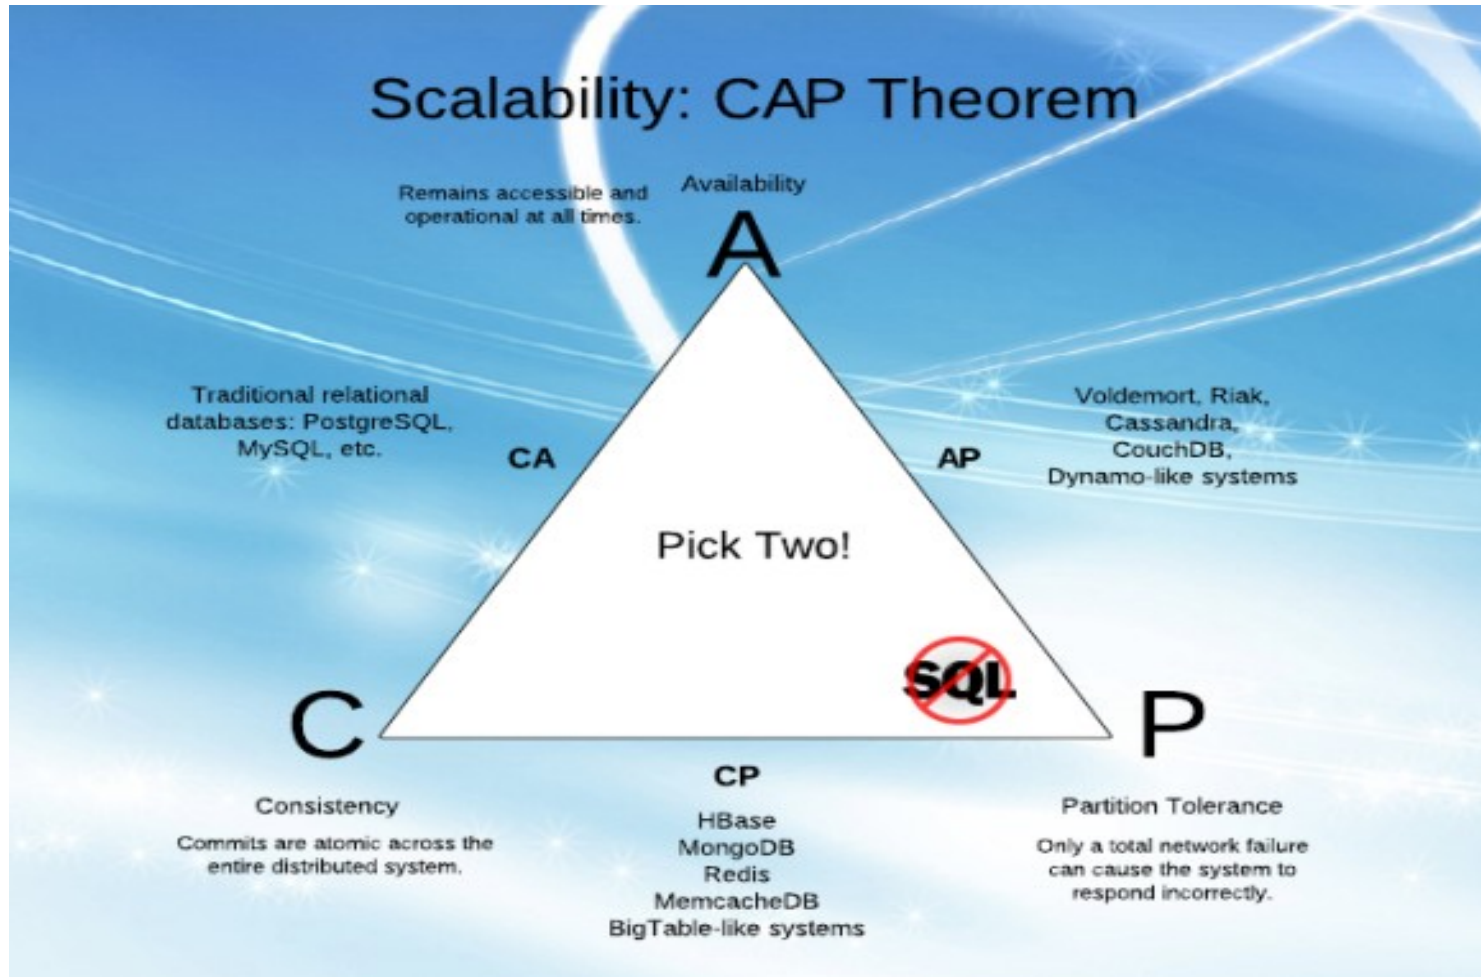 Scalability: CAP Theorem
Availability
Remains accessible and
operational at all times.
A
Traditional relational
databases: PostgreSQL,
MySQL, etc.
CA
AP
Voldemort, Riak,
Cassandra,
CouchDB,
Dynamo-like systems
Pick Two!
SQL
C
P
Consistency
Commits are atomic across the
entire distributed system.
CP
HBase
MongoDB
Redis
MemcacheDB
BigTable-like systems
Partition Tolerance
Only a total network failure
can cause the system to
respond incorrectly.